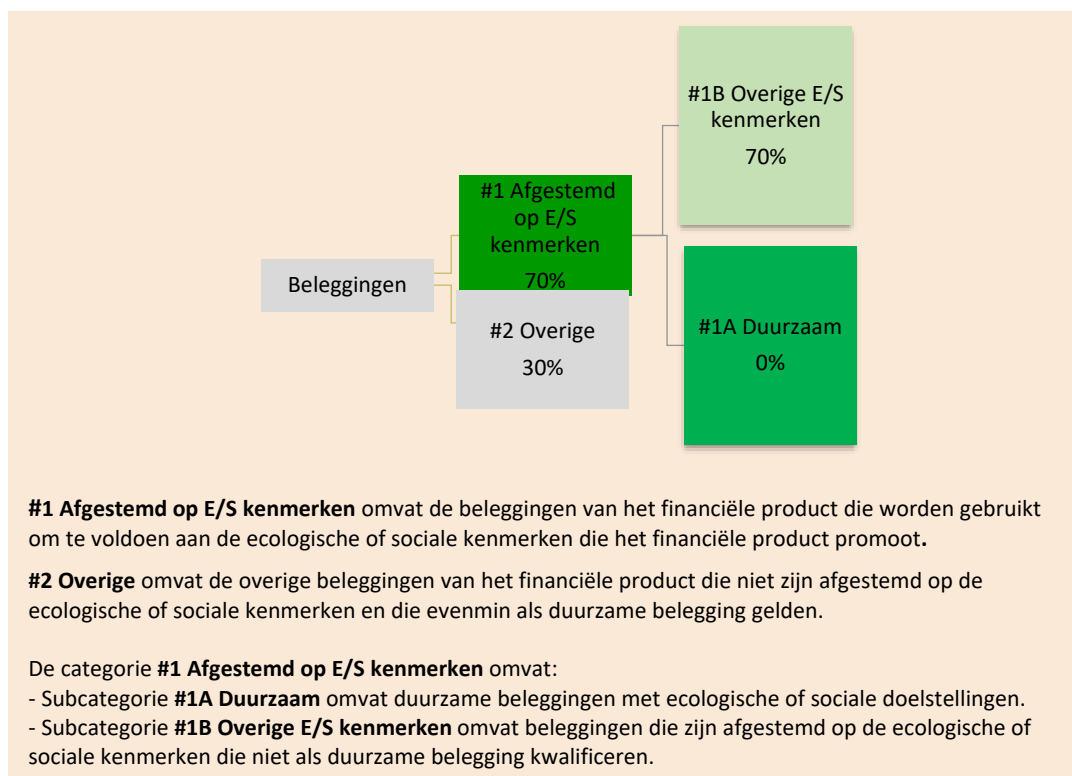 #1B Overige E/S
kenmerken
70%
#1 Afgestemd
op E/S
kenmerken
70%
Beleggingen
#2 Overige
30%
#1A Duurzaam
0%
#1 Afgestemd op E/S kenmerken omvat de beleggingen van het financiële product die worden gebruikt
om te voldoen aan de ecologische of sociale kenmerken die het financiële product promoot.
#2 Overige omvat de overige beleggingen van het financiële product die niet zijn afgestemd op de
ecologische of sociale kenmerken en die evenmin als duurzame belegging gelden.
De categorie #1 Afgestemd op E/S kenmerken omvat:
- Subcategorie #1A Duurzaam omvat duurzame beleggingen met ecologische of sociale doelstellingen.
- Subcategorie #1B Overige E/S kenmerken omvat beleggingen die zijn afgestemd op de ecologische of
sociale kenmerken die niet als duurzame belegging kwalificeren.